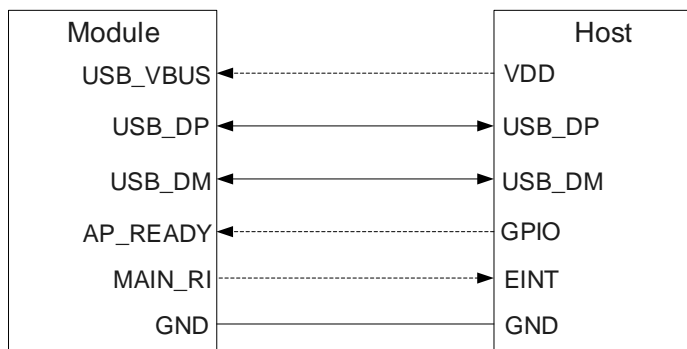 Module Host
USB_VBUS VDD
USB_DP USB_DP
USB_DM USB_DM
AP_READY GPIO
MAIN_RI EINT
GND GND